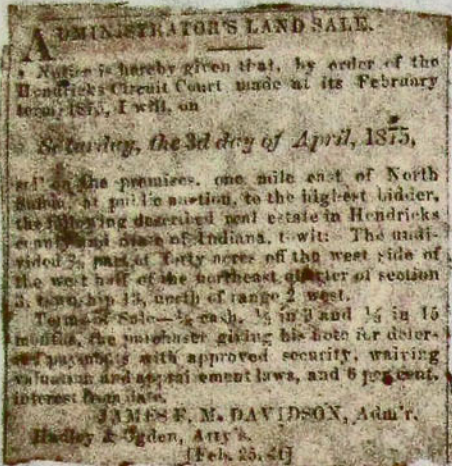 ADMINISTRATOR'S LAND SALE.
Notice is hereby given that, by order of the
Hendricks Circuit Court made at its February
term, 1875, I will, on
Saturday, the 3d day of April, 1875,
sell on the premises, one mile east of North
Salem, at public auction, to the highest bidder,
the following described real estate in Hendricks
county and State of Indiana, to-wit: The undi-
vided part of forty acres off the west side of
the west half of the northeast quarter of section
township 13, north of range 2 west.
Terms of Sale—⅓ cash, ⅓ in 9 and ⅓ in 15
months, the purchaser giving his note for defer-
red payments with approved security, waiving
valuation and appraisement laws, and 6 per cent.
interest from date.
JAMES F. M. DAVIDSON, Adm'r.
Hadley & Ogden, Atty's.
[Feb. 25, 4t]